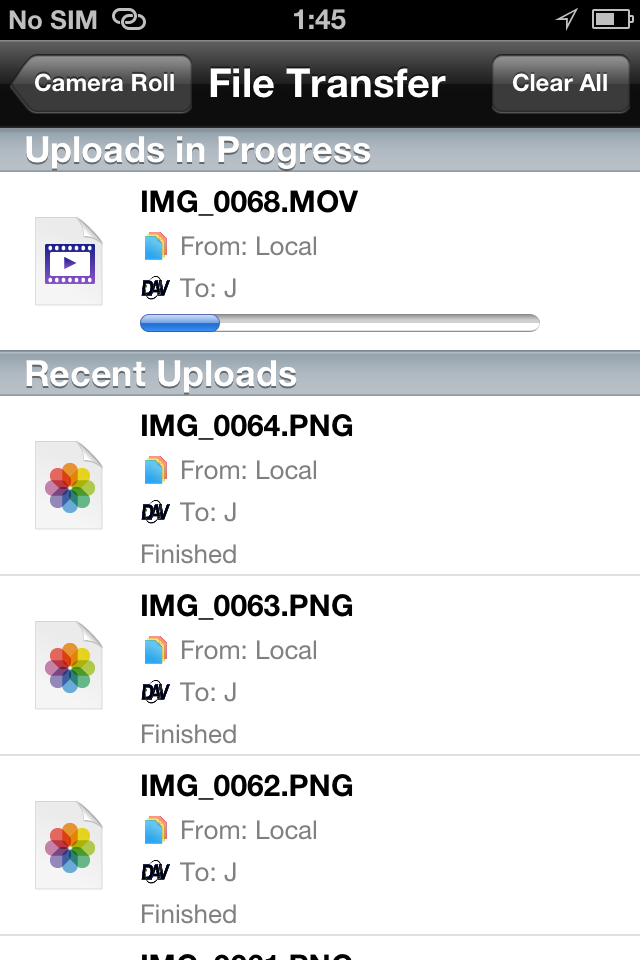 No SIM 1:45
Camera Roll File Transfer Clear All
Uploads in Progress
IMG_0068.MOV
From: Local
DAV To: J
Recent Uploads
IMG_0064.PNG
From: Local
DAV To: J
Finished
IMG_0063.PNG
From: Local
DAV To: J
Finished
IMG_0062.PNG
From: Local
DAV To: J
Finished
IMG_0061.PNG